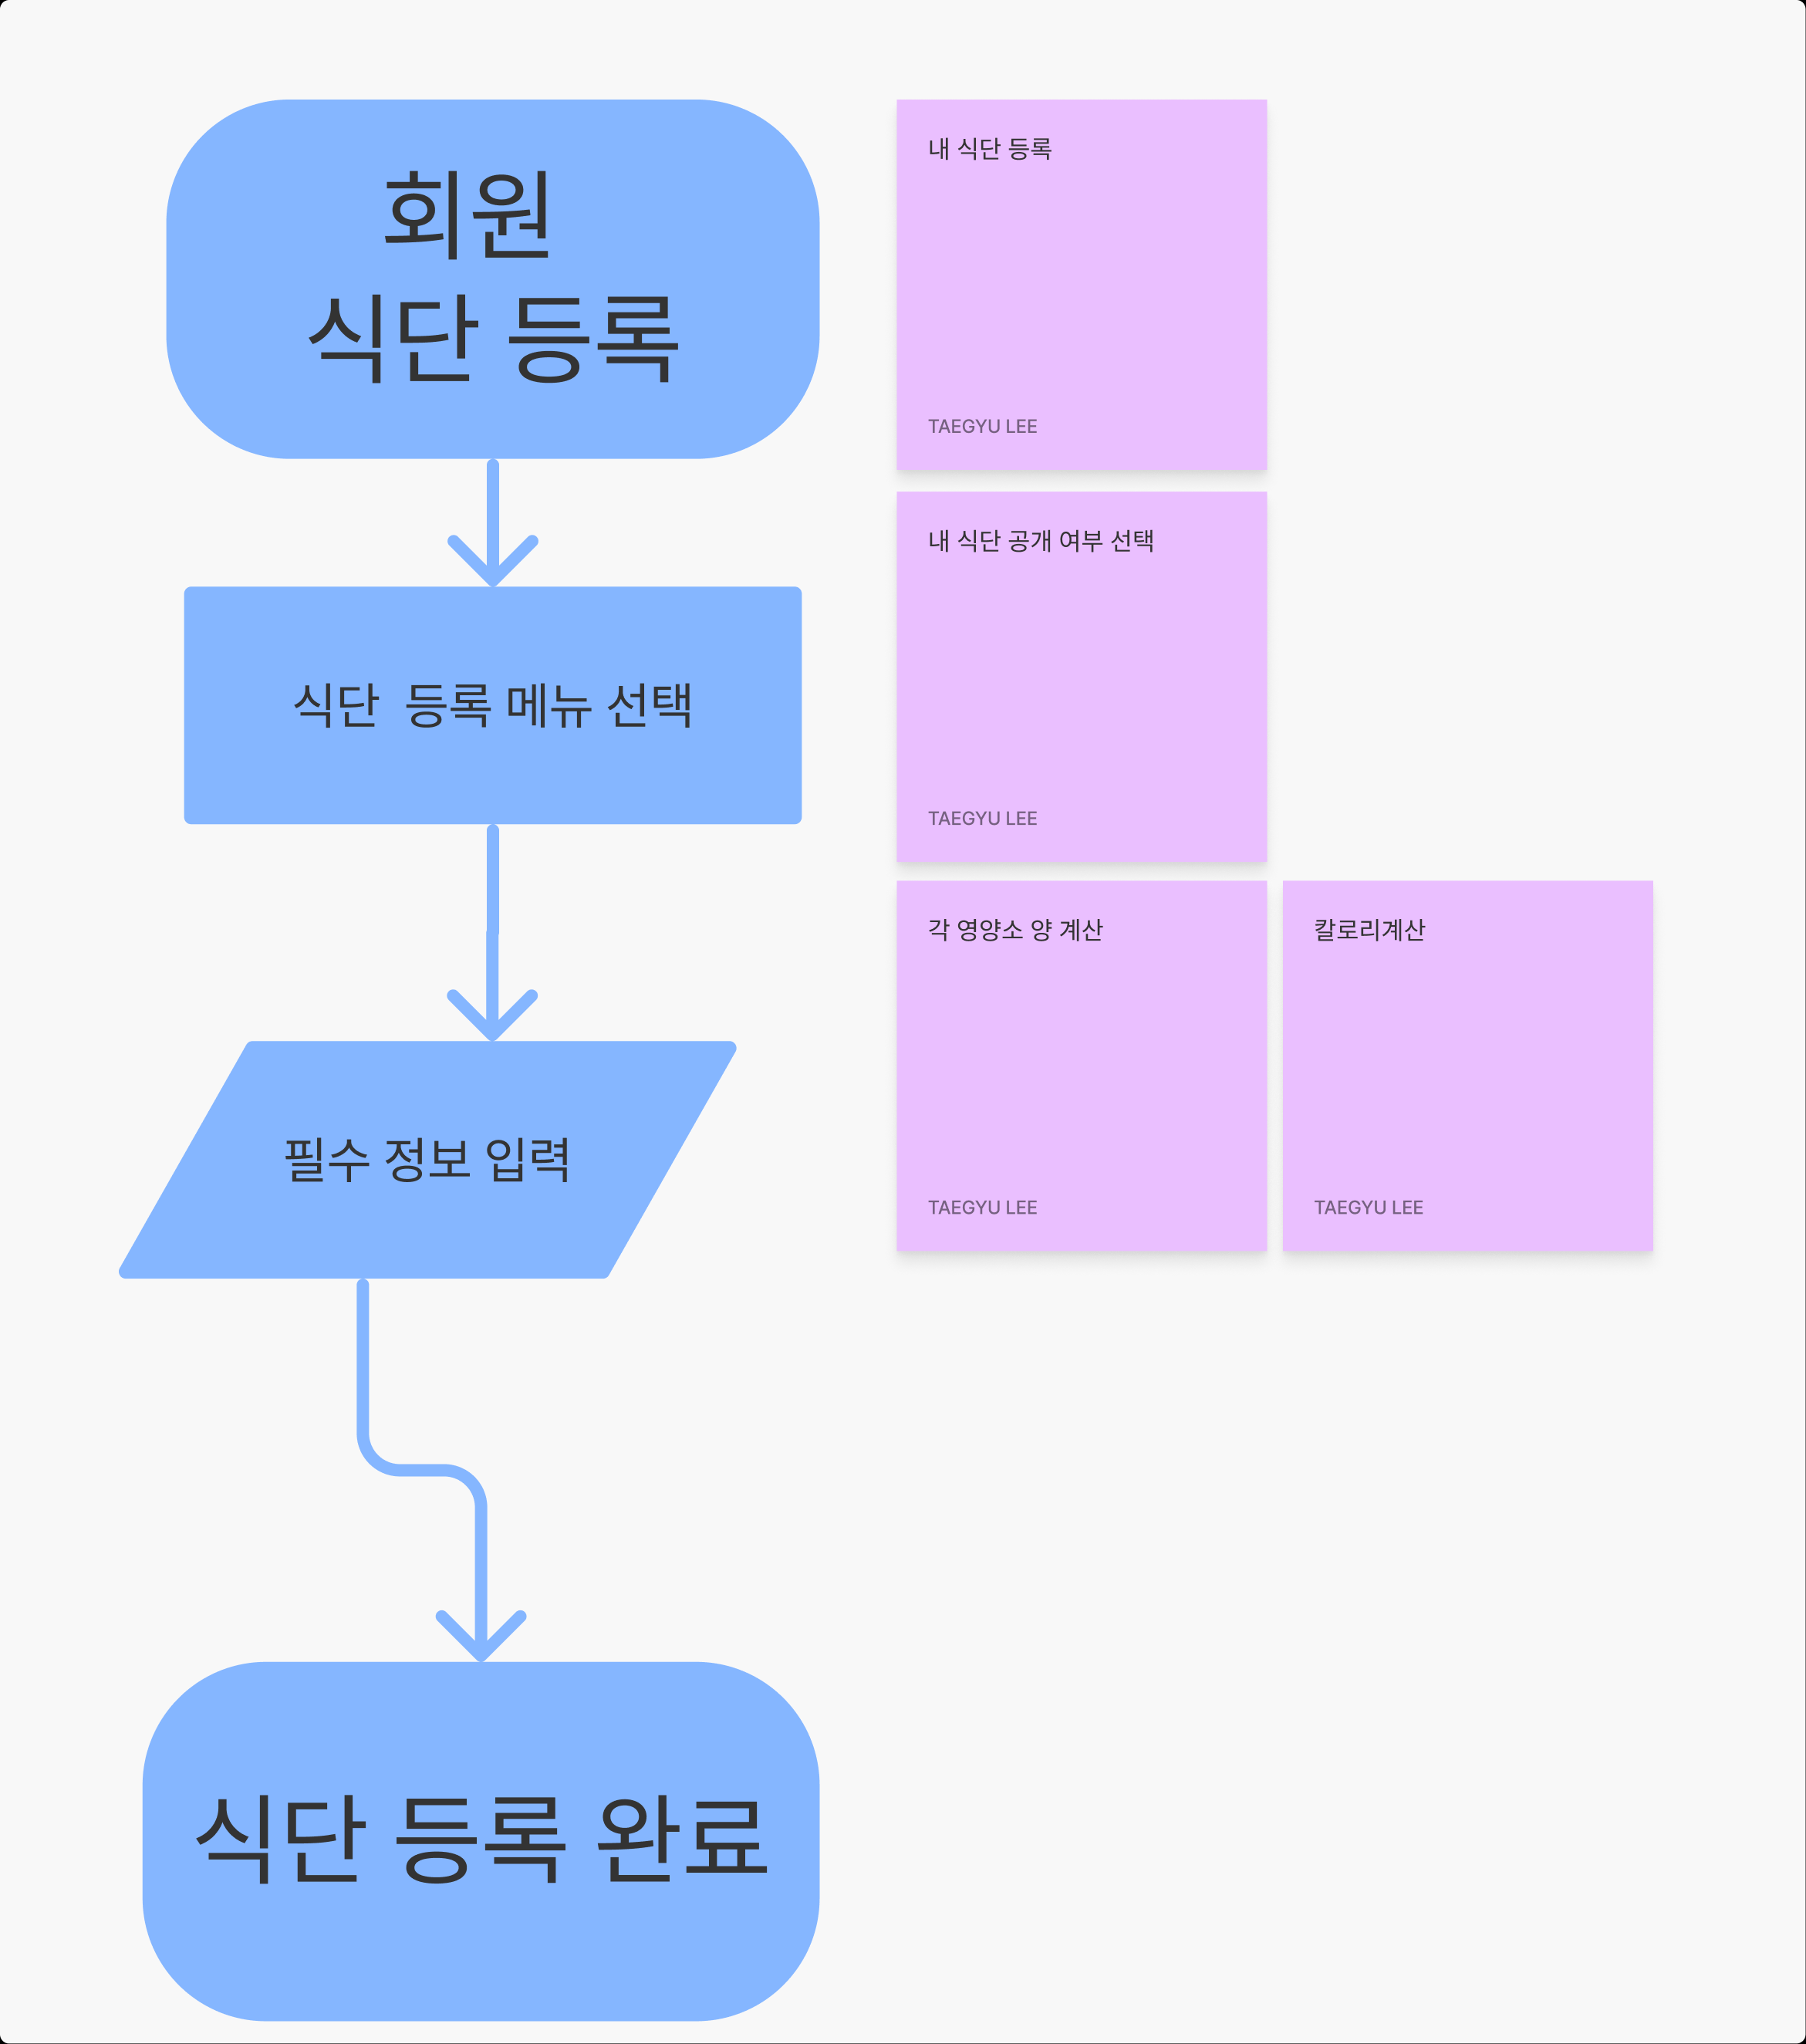 회원
식단 등록
식단  등록 메뉴 선택
필수 정보 입력
식단 등록 완료
내 식단 등록
TAEGYU LEE
내 식단 공개 여부 선택
TAEGYU LEE
각 영양소 양 계산
TAEGYU LEE
칼로리계산
TAEGYU LEE